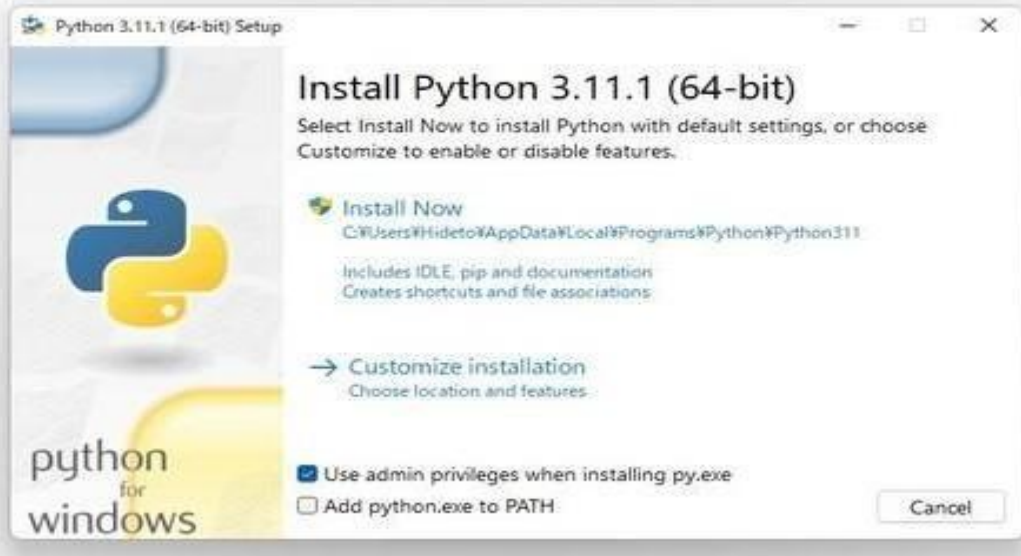 Python 3.11.1 (64-bit) Setup
Install Python 3.11.1 (64-bit)
Select Install Now to install Python with default settings, or choose
Customize to enable or disable features.
Install Now
C:¥Users¥Hideto¥AppData¥Local¥Programs¥Python¥Python311
Includes IDLE, pip and documentation
Creates shortcuts and file associations
Customize installation
Choose location and features
python
for
windows
Use admin privileges when installing py.exe
Add python.exe to PATH
Cancel